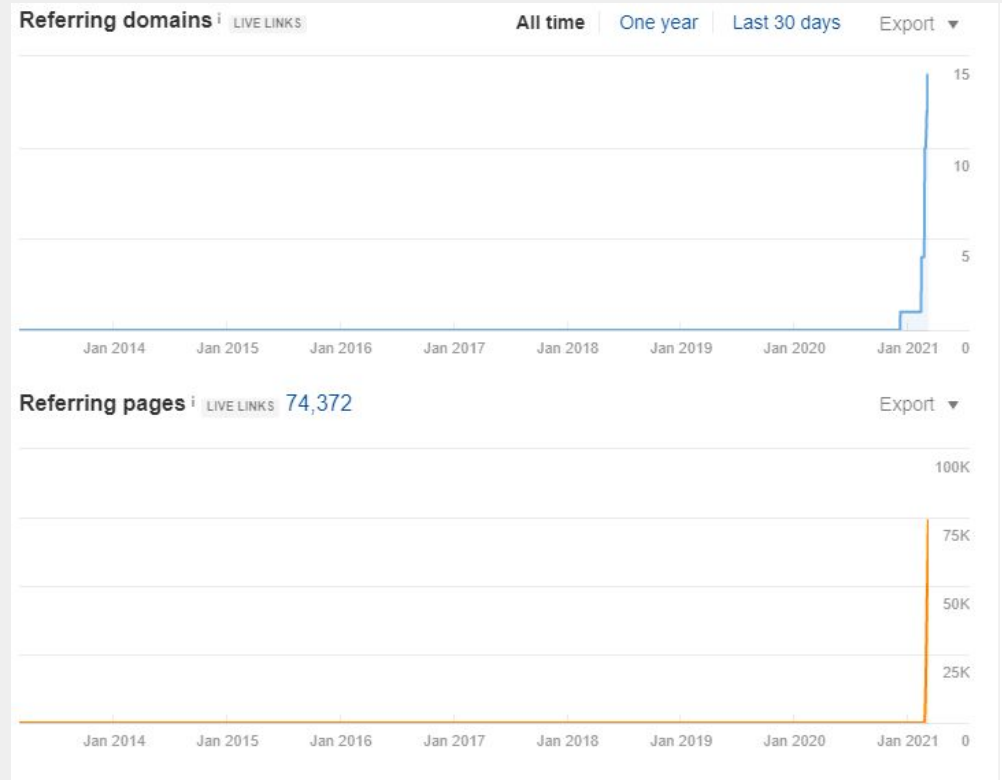 Referring domains i LIVE LINKS All time One year Last 30 days Export ▼
15
10
5
Jan 2014 Jan 2015 Jan 2016 Jan 2017 Jan 2018 Jan 2019 Jan 2020 Jan 2021 0
Referring pages i LIVE LINKS 74,372 Export ▼
100K
75K
50K
25K
Jan 2014 Jan 2015 Jan 2016 Jan 2017 Jan 2018 Jan 2019 Jan 2020 Jan 2021 0